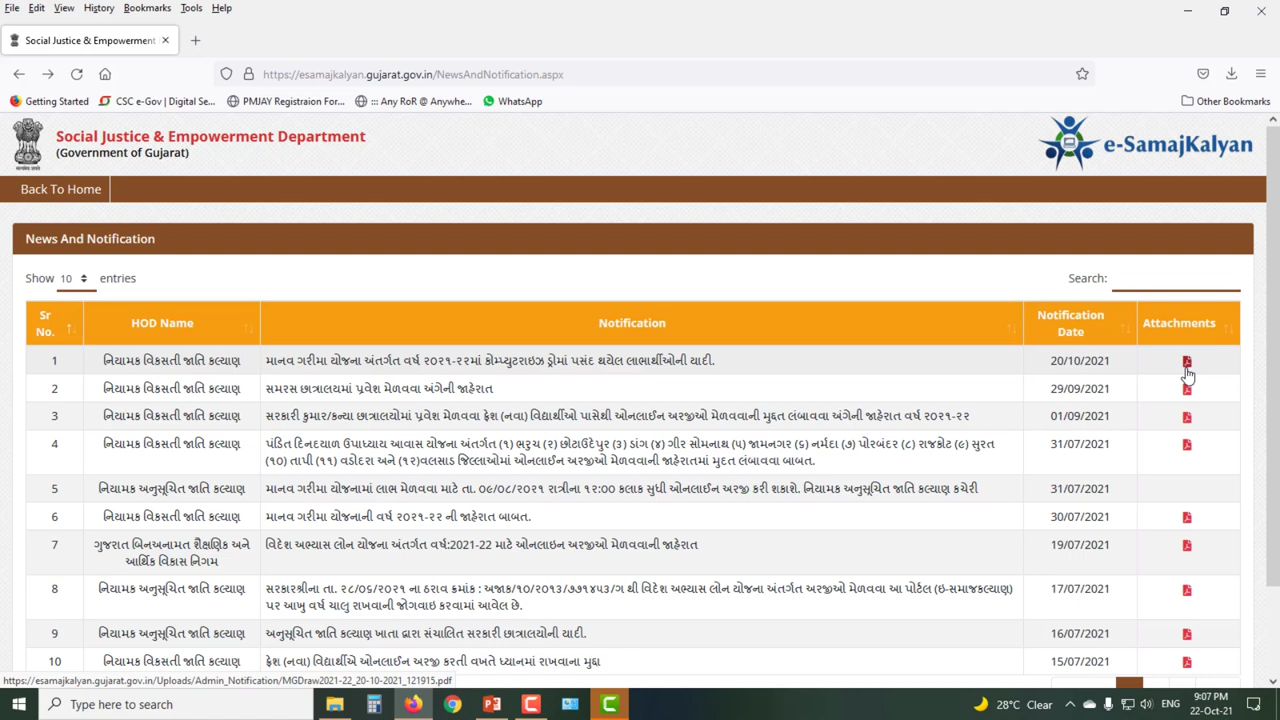 File Edit View History Bookmarks Tools Help
Social Justice & Empowerment
https://esamajkalyan.gujarat.gov.in/NewsAndNotification.aspx
Getting Started CSC e-Gov | Digital Se... PMJAY Registraion For... ::: Any RoR @ Anywhe... WhatsApp Other Bookmarks
Social Justice & Empowerment Department
(Government of Gujarat)
e-SamajKalyan
Back To Home
News And Notification
Show 10 entries Search:
Sr No. HOD Name Notification Notification Date Attachments
1 નિયામક વિકસતી જાતિ કલ્યાણ માનવ ગરીમા યોજના અંતર્ગત વર્ષ ૨૦૨૧-૨૨માં કોમ્પ્યુટરાઇઝ ડ્રોમાં પસંદ થયેલ લાભાર્થીઓની યાદી. 20/10/2021
2 નિયામક વિકસતી જાતિ કલ્યાણ સમરસ છાત્રાલયમાં પ્રવેશ મેળવવા અંગેની જાહેરાત 29/09/2021
3 નિયામક વિકસતી જાતિ કલ્યાણ સરકારી કુમાર/કન્યા છાત્રાલયોમાં પ્રવેશ મેળવવા ફ્રેશ (નવા) વિદ્યાર્થીઓ પાસેથી ઓનલાઈન અરજીઓ મેળવવાની મુદ્દત લંબાવવા અંગેની જાહેરાત વર્ષ ૨૦૨૧-૨૨ 01/09/2021
4 નિયામક વિકસતી જાતિ કલ્યાણ પંડિત દિનદયાળ ઉપાધ્યાય આવાસ યોજના અંતર્ગત (૧) ભરુચ (૨) છોટાઉદેપુર (૩) ડાંગ (૪) ગીર સોમનાથ (૫) જામનગર (૬) નર્મદા (૭) પોરબંદર (૮) રાજકોટ (૯) સુરત 31/07/2021
(૧૦) તાપી (૧૧) વડોદરા અને (૧૨)વલસાડ જિલ્લાઓમાં ઓનલાઈન અરજીઓ મેળવવાની જાહેરાતમાં મુદત લંબાવવા બાબત.
5 નિયામક અનુસૂચિત જાતિ કલ્યાણ માનવ ગરીમા યોજનામાં લાભ મેળવવા માટે તા. ૦૯/૦૮/૨૦૨૧ રાત્રીના ૧૨:૦૦ કલાક સુધી ઓનલાઈન અરજી કરી શકાશે. નિયામક અનુસૂચિત જાતિ કલ્યાણ કચેરી 31/07/2021
6 નિયામક વિકસતી જાતિ કલ્યાણ માનવ ગરીમા યોજનાની વર્ષ ૨૦૨૧-૨૨ ની જાહેરાત બાબત. 30/07/2021
7 ગુજરાત બિનઅનામત શૈક્ષણિક અને આર્થિક વિકાસ નિગમ વિદેશ અભ્યાસ લોન યોજના અંતર્ગત વર્ષ:2021-22 માટે ઓનલાઇન અરજીઓ મેળવવાની જાહેરાત 19/07/2021
8 નિયામક અનુસૂચિત જાતિ કલ્યાણ સરકારશ્રીના તા. ૨૮/૦૬/૨૦૨૧ ના ઠરાવ ક્રમાંક : અજાક/૧૦/૨૦૧૩/૭૭૧૪૫૩/ગ થી વિદેશ અભ્યાસ લોન યોજના અંતર્ગત અરજીઓ મેળવવા આ પોર્ટલ (ઇ-સમાજકલ્યાણ) 17/07/2021
પર આખુ વર્ષ ચાલુ રાખવાની જોગવાઇ કરવામાં આવેલ છે.
9 નિયામક અનુસૂચિત જાતિ કલ્યાણ અનુસૂચિત જાતિ કલ્યાણ ખાતા દ્વારા સંચાલિત સરકારી છાત્રાલયોની યાદી. 16/07/2021
10 નિયામક વિકસતી જાતિ કલ્યાણ ફ્રેશ (નવા) વિદ્યાર્થીએ ઓનલાઈન અરજી કરતી વખતે ધ્યાનમાં રાખવાના મુદ્દા 15/07/2021
https://esamajkalyan.gujarat.gov.in/Uploads/Admin_Notification/MGDraw2021-22_20-10-2021_121915.pdf
Type here to search
28°C Clear ENG 9:07 PM 22-Oct-21